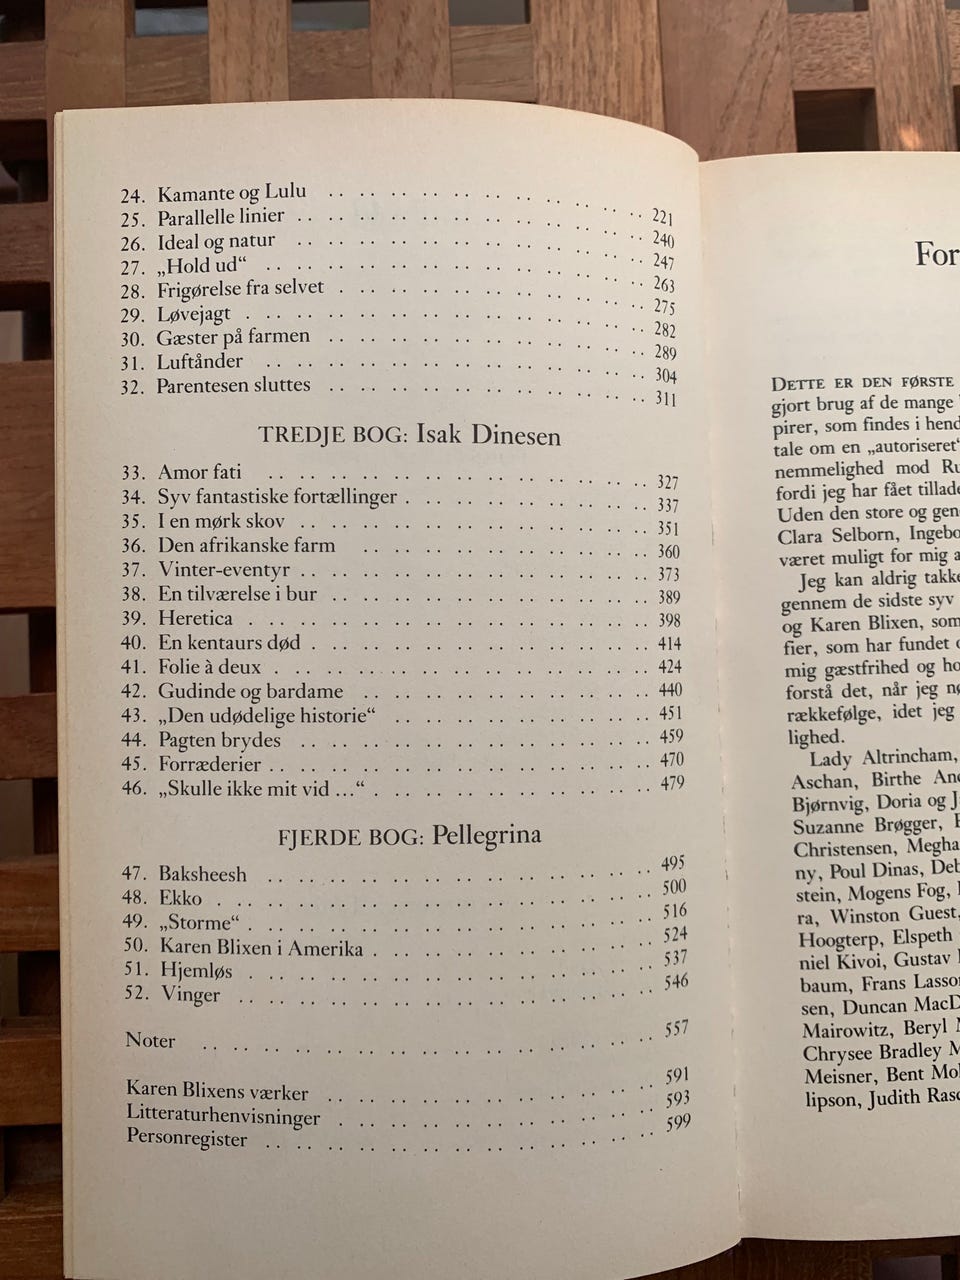 24. Kamante og Lulu . . . . . . . . . . . . . 221
25. Parallelle linier . . . . . . . . . . . . . 240
26. Ideal og natur . . . . . . . . . . . . . 247
27. „Hold ud“ . . . . . . . . . . . . . 263
28. Frigørelse fra selvet . . . . . . . . . . . . . 275
29. Løvejagt . . . . . . . . . . . . . 282
30. Gæster på farmen . . . . . . . . . . . . . 289
31. Luftånder . . . . . . . . . . . . . 304
32. Parentesen sluttes . . . . . . . . . . . . . 311
TREDJE BOG: Isak Dinesen
33. Amor fati . . . . . . . . . . . . . 327
34. Syv fantastiske fortællinger . . . . . . . . . . . . . 337
35. I en mørk skov . . . . . . . . . . . . . 351
36. Den afrikanske farm . . . . . . . . . . . . . 360
37. Vinter-eventyr . . . . . . . . . . . . . 373
38. En tilværelse i bur . . . . . . . . . . . . . 389
39. Heretica . . . . . . . . . . . . . 398
40. En kentaurs død . . . . . . . . . . . . . 414
41. Folie à deux . . . . . . . . . . . . . 424
42. Gudinde og bardame . . . . . . . . . . . . . 440
43. „Den udødelige historie“ . . . . . . . . . . . . . 451
44. Pagten brydes . . . . . . . . . . . . . 459
45. Forræderier . . . . . . . . . . . . . 470
46. „Skulle ikke mit vid ...“ . . . . . . . . . . . . . 479
FJERDE BOG: Pellegrina
47. Baksheesh . . . . . . . . . . . . . 495
48. Ekko . . . . . . . . . . . . . 500
49. „Storme“ . . . . . . . . . . . . . 516
50. Karen Blixen i Amerika . . . . . . . . . . . . . 524
51. Hjemløs . . . . . . . . . . . . . 537
52. Vinger . . . . . . . . . . . . . 546
Noter . . . . . . . . . . . . . 557
Karen Blixens værker . . . . . . . . . . . . . 591
Litteraturhenvisninger . . . . . . . . . . . . . 593
Personregister . . . . . . . . . . . . . 599
For
DETTE ER DEN FØRSTE
gjort brug af de mange
pirer, som findes i hend
tale om en „autoriseret“
nemmelighed mod Ru
fordi jeg har fået tillade
Uden den store og gen
Clara Selborn, Ingebo
været muligt for mig a
Jeg kan aldrig takke
gennem de sidste syv
og Karen Blixen, som
fier, som har fundet
mig gæstfrihed og ho
forstå det, når jeg nø
rækkefølge, idet jeg
lighed.
Lady Altrincham,
Aschan, Birthe And
Bjørnvig, Doria og J
Suzanne Brøgger,
Christensen, Megha
ny, Poul Dinas, Deb
stein, Mogens Fog,
ra, Winston Guest,
Hoogterp, Elspeth
niel Kivoi, Gustav
baum, Frans Lasso
sen, Duncan MacD
Mairowitz, Beryl
Chrysee Bradley M
Meisner, Bent Mo
lipson, Judith Rasc